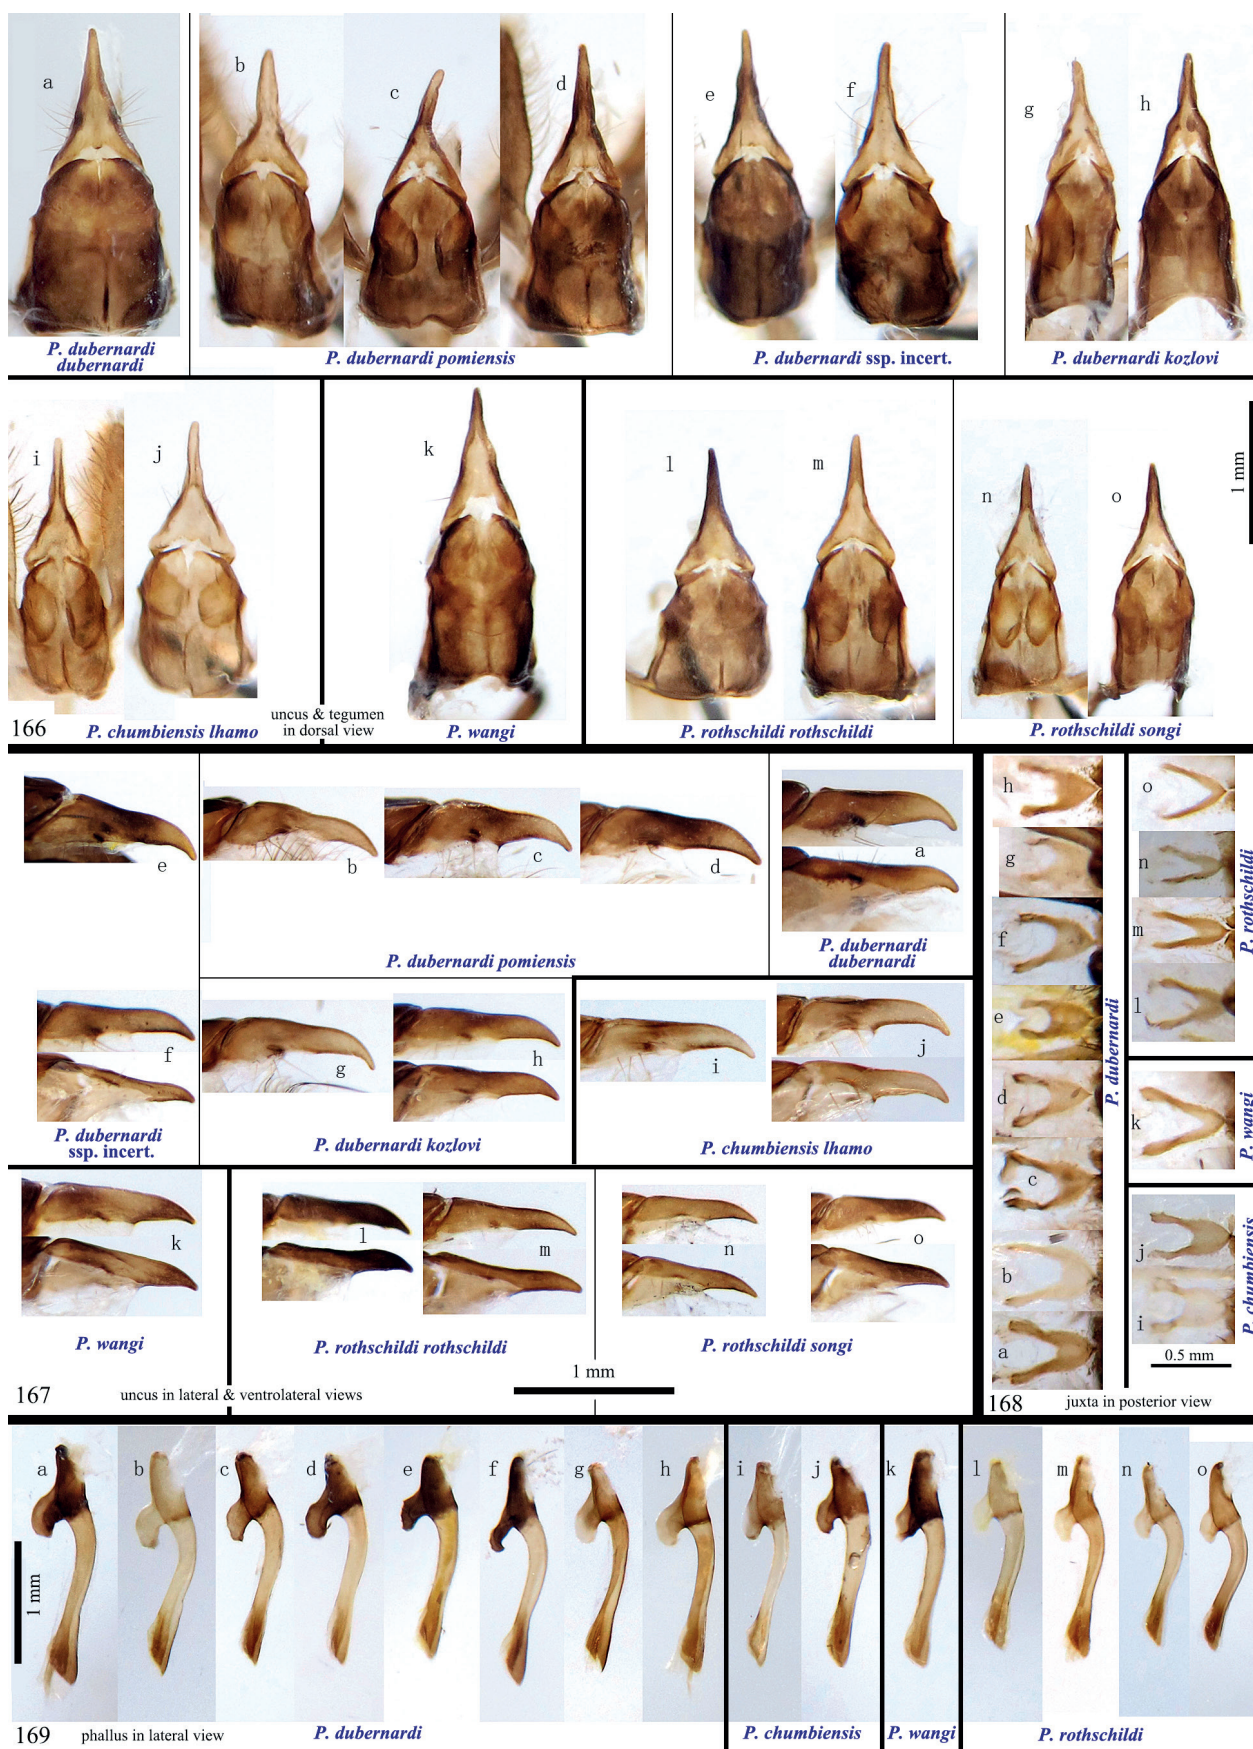 a
b
c
d
e
f
g
h
P. dubernardi
dubernardi
P. dubernardi pomiensis
P. dubernardi ssp. incert.
P. dubernardi kozlovi
i
j
k
l
m
n
o
1 mm
166
P. chumbiensis lhamo
uncus & tegumen
in dorsal view
P. wangi
P. rothschildi rothschildi
P. rothschildi songi
e
b
c
d
a
P. dubernardi pomiensis
P. dubernardi
dubernardi
f
g
h
i
j
P. dubernardi
ssp. incert.
P. dubernardi kozlovi
P. chumbiensis lhamo
k
l
m
n
o
P. wangi
P. rothschildi rothschildi
P. rothschildi songi
1 mm
167
uncus in lateral & ventrolateral views
h
g
f
e
d
c
b
a
P. dubernardi
o
n
m
l
P. rothschildi
k
P. wangi
j
i
P. chumbiensis
0.5 mm
168
juxta in posterior view
a
b
c
d
e
f
g
h
i
j
k
l
m
n
o
1 mm
169
phallus in lateral view
P. dubernardi
P. chumbiensis
P. wangi
P. rothschildi